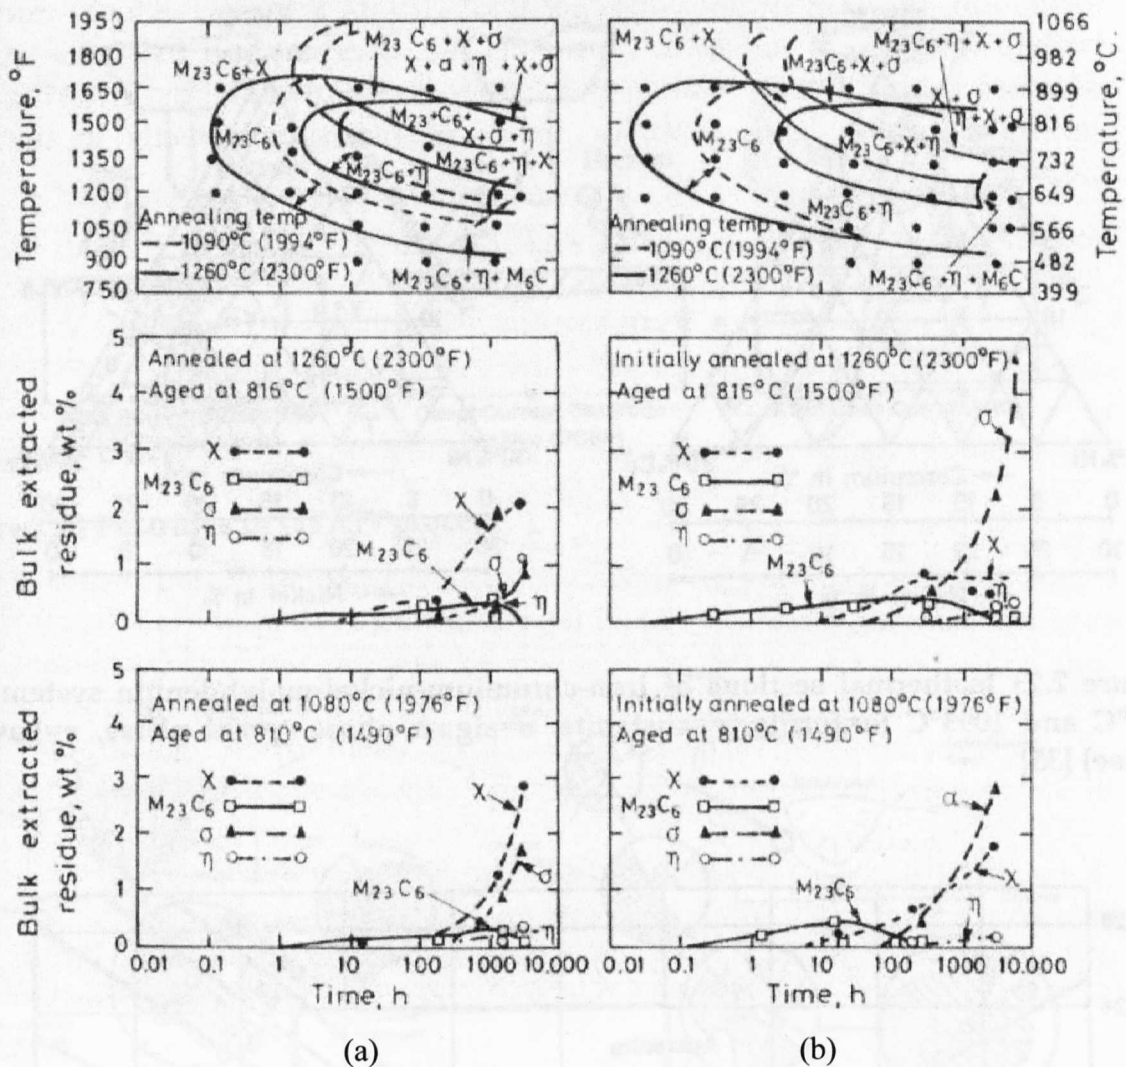 Temperature, °F
1950
1800
1650
1500
1350
1200
1050
900
750
M23C6+χ+σ
χ+σ+η+χ+σ
M23C6+χ
M23C6
M23+C6+
χ+σ+η
M23C6+η+χ
M23C6+η
Annealing temp
1090°C (1994°F)
1260°C (2300°F)
M23C6+η+M6C
M23C6+χ
M23C6+η+χ+σ
M23C6+χ+σ
χ+σ
η+χ+σ
M23C6
M23C6+χ+η
M23C6+η
Annealing temp
1090°C (1994°F)
1260°C (2300°F)
M23C6+η+M6C
1066
982
899
816
732
649
566
482
399
Temperature, °C.
Bulk extracted
residue, wt %
5
4
3
2
1
0
Annealed at 1260°C (2300°F)
Aged at 816°C (1500°F)
χ
M23C6
σ
η
χ
M23C6
σ
η
Initially annealed at 1260°C (2300°F)
Aged at 816°C (1500°F)
χ
M23C6
σ
η
σ
χ
M23C6
η
Bulk extracted
residue, wt %
5
4
3
2
1
0
Annealed at 1080°C (1976°F)
Aged at 810°C (1490°F)
χ
M23C6
σ
η
χ
σ
M23C6
η
Initially annealed at 1080°C (1976°F)
Aged at 810°C (1490°F)
χ
M23C6
σ
η
σ
χ
M23C6
η
0.01 0.1 1 10 100 1000 10,000
0.01 0.1 1 10 100 1000 10,000
Time, h
Time, h
(a)
(b)